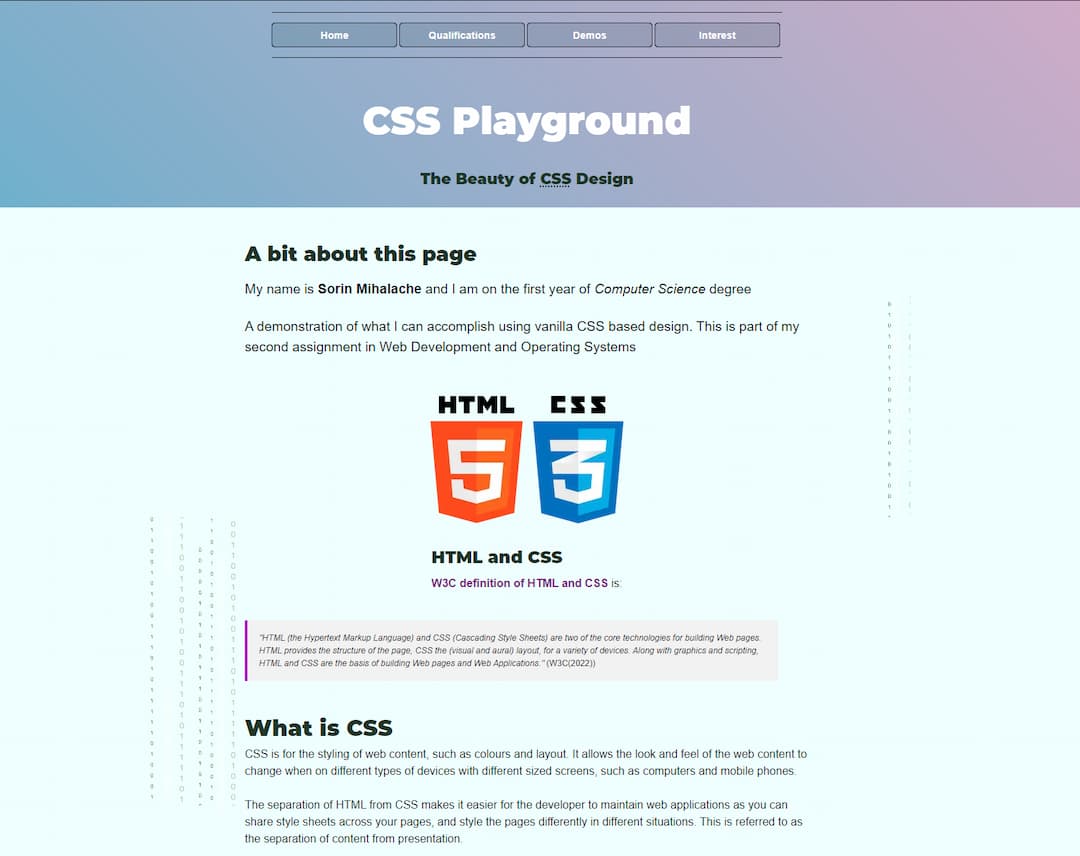 Home Qualifications Demos Interest
CSS Playground
The Beauty of CSS Design
A bit about this page
My name is Sorin Mihalache and I am on the first year of Computer Science degree
A demonstration of what I can accomplish using vanilla CSS based design. This is part of my
second assignment in Web Development and Operating Systems
HTML CSS
5 3
HTML and CSS
W3C definition of HTML and CSS is:
"HTML (the Hypertext Markup Language) and CSS (Cascading Style Sheets) are two of the core technologies for building Web pages.
HTML provides the structure of the page, CSS the (visual and aural) layout, for a variety of devices. Along with graphics and scripting,
HTML and CSS are the basis of building Web pages and Web Applications." (W3C(2022))
What is CSS
CSS is for the styling of web content, such as colours and layout. It allows the look and feel of the web content to
change when on different types of devices with different sized screens, such as computers and mobile phones.
The separation of HTML from CSS makes it easier for the developer to maintain web applications as you can
share style sheets across your pages, and style the pages differently in different situations. This is referred to as
the separation of content from presentation.